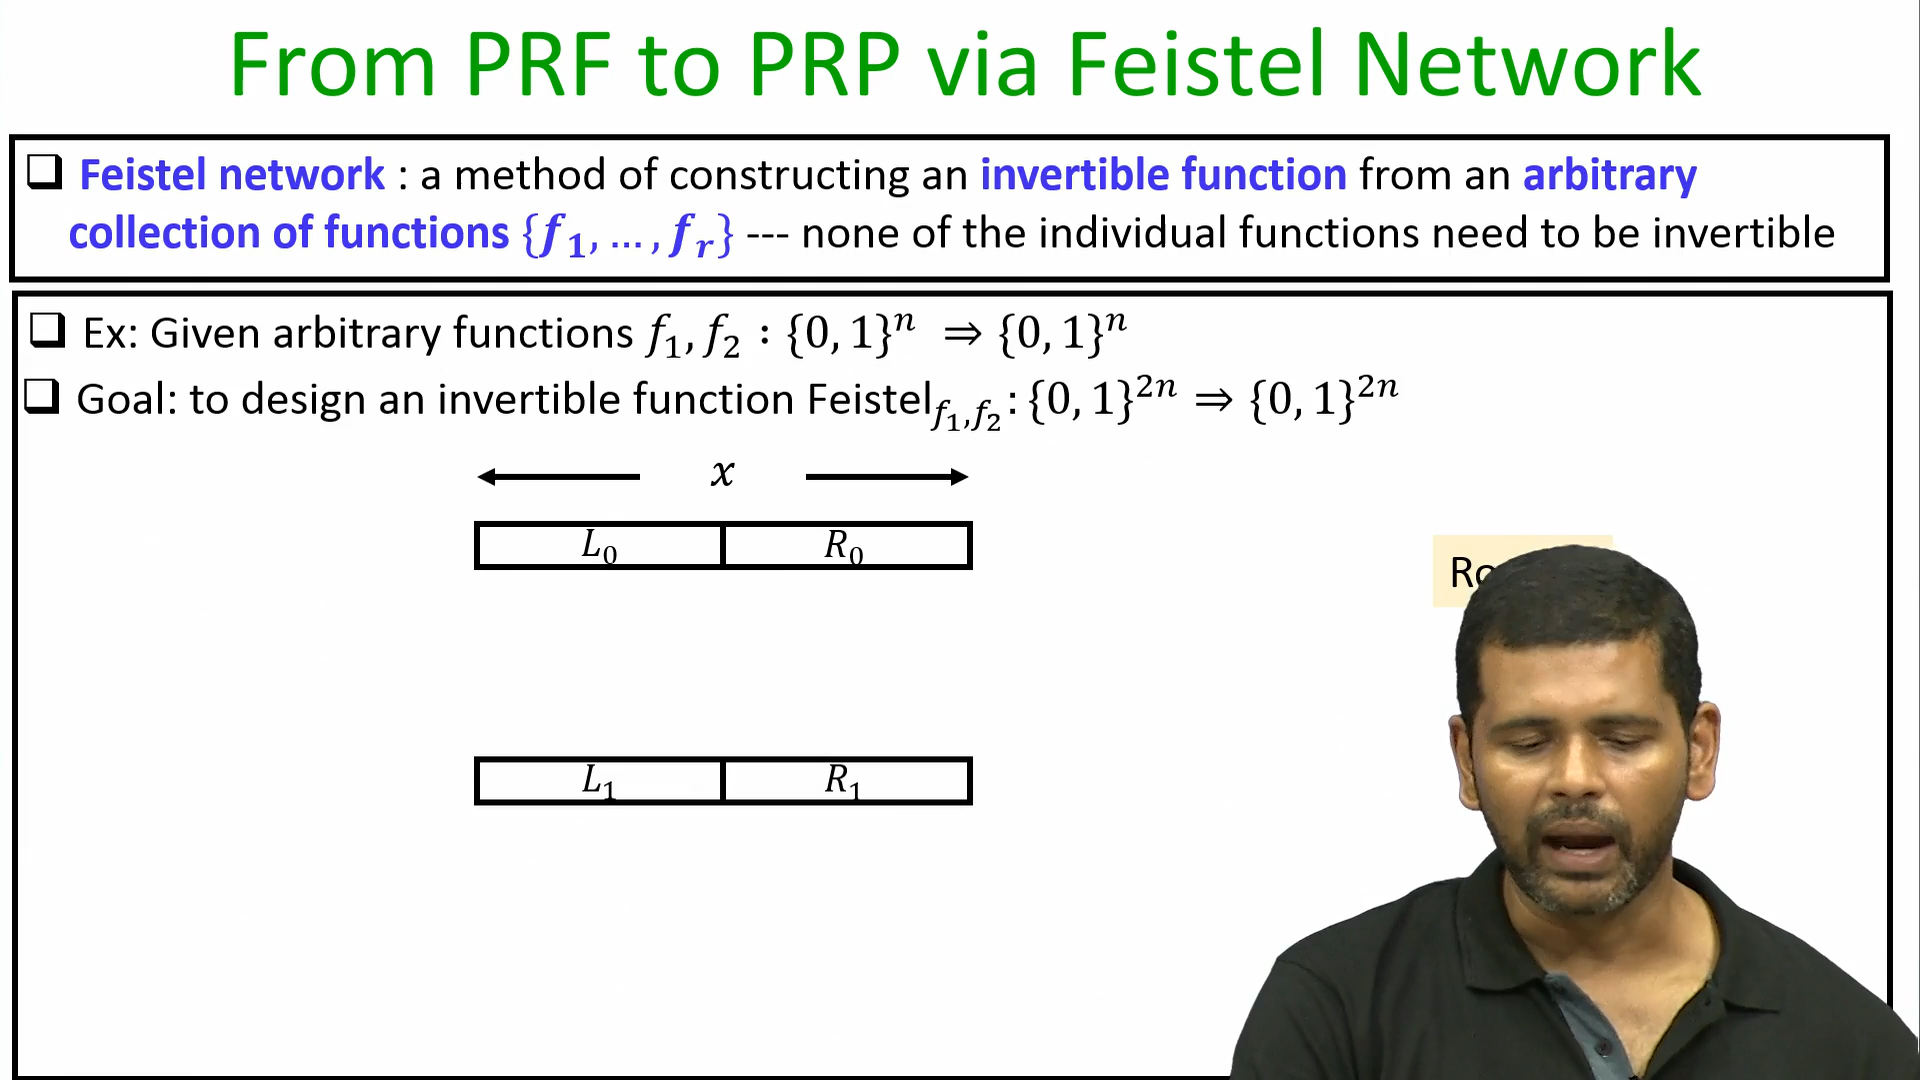 From PRF to PRP via Feistel Network
❑ Feistel network : a method of constructing an invertible function from an arbitrary
collection of functions {𝒇₁, … , 𝒇ᵣ} --- none of the individual functions need to be invertible
❑ Ex: Given arbitrary functions 𝑓₁, 𝑓₂ : {0, 1}ⁿ ⇒ {0, 1}ⁿ
❑ Goal: to design an invertible function Feistel_{𝑓₁,𝑓₂}: {0, 1}²ⁿ ⇒ {0, 1}²ⁿ
𝑥
𝐿₀ 𝑅₀
𝐿₁ 𝑅₁